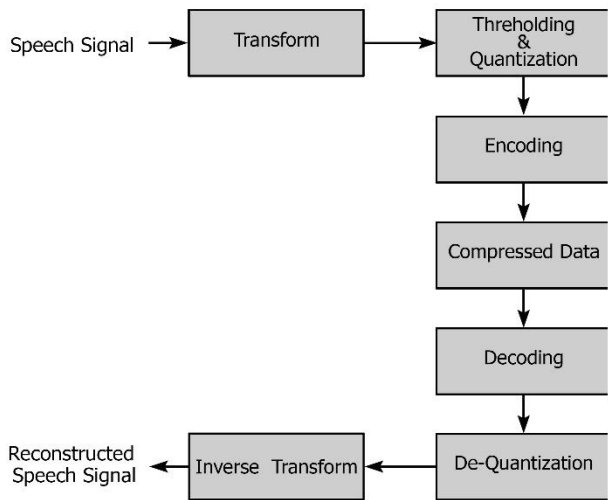 Speech Signal
Transform
Threholding
&
Quantization
Encoding
Compressed Data
Decoding
De-Quantization
Inverse Transform
Reconstructed
Speech Signal